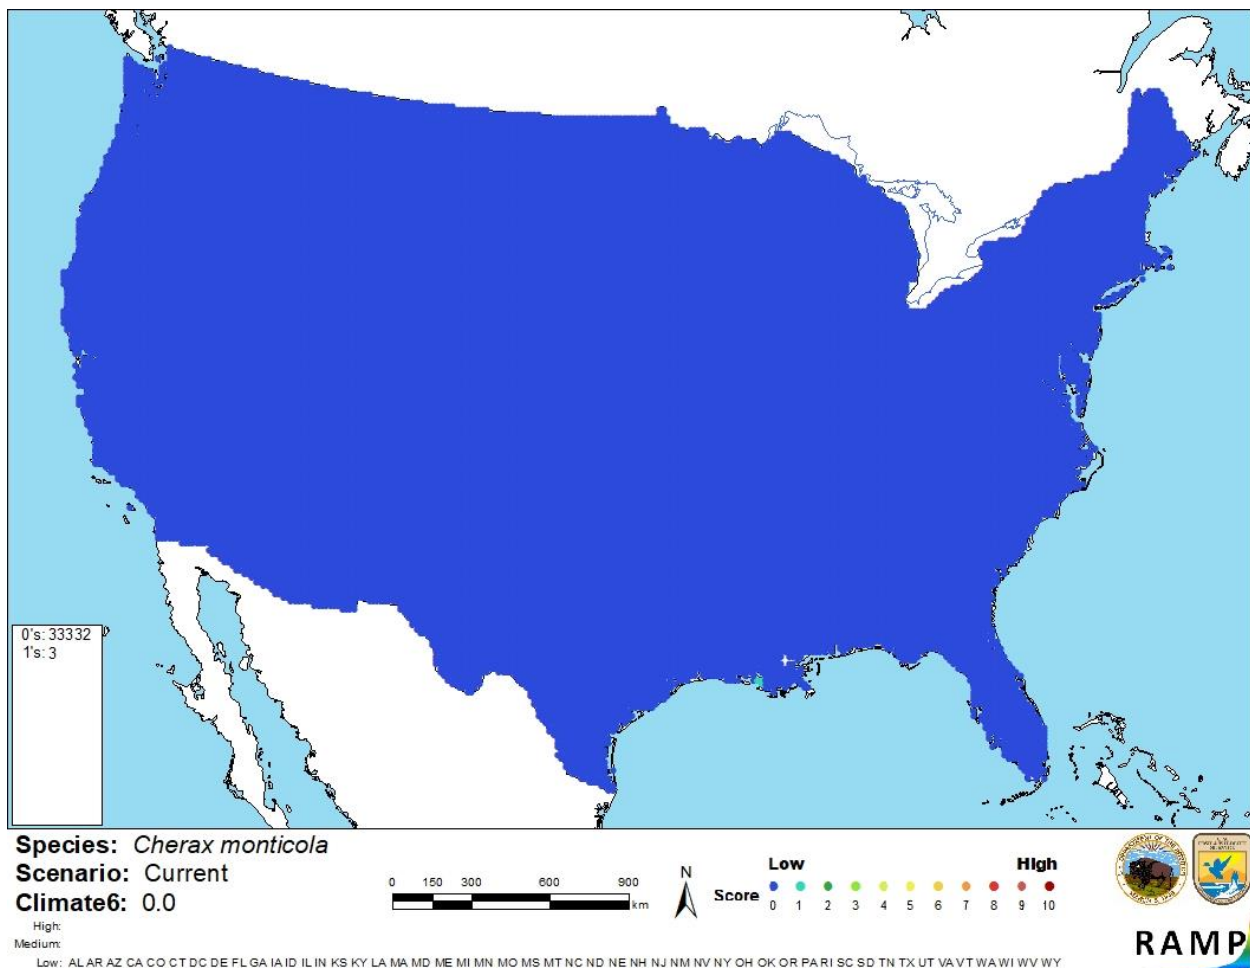 0's: 33332
1's: 3
Species: Cherax monticola
Scenario: Current
Climate6: 0.0
High:
Medium:
Low: AL AR AZ CA CO CT DC DE FL GA IA ID IL IN KS KY LA MA MD ME MI MN MO MS MT NC ND NE NH NJ NM NV NY OH OK OR PA RI SC SD TN TX UT VA VT WA WI WV WY
0 150 300 600 900
km
N
Low High
Score
0 1 2 3 4 5 6 7 8 9 10
RAMP